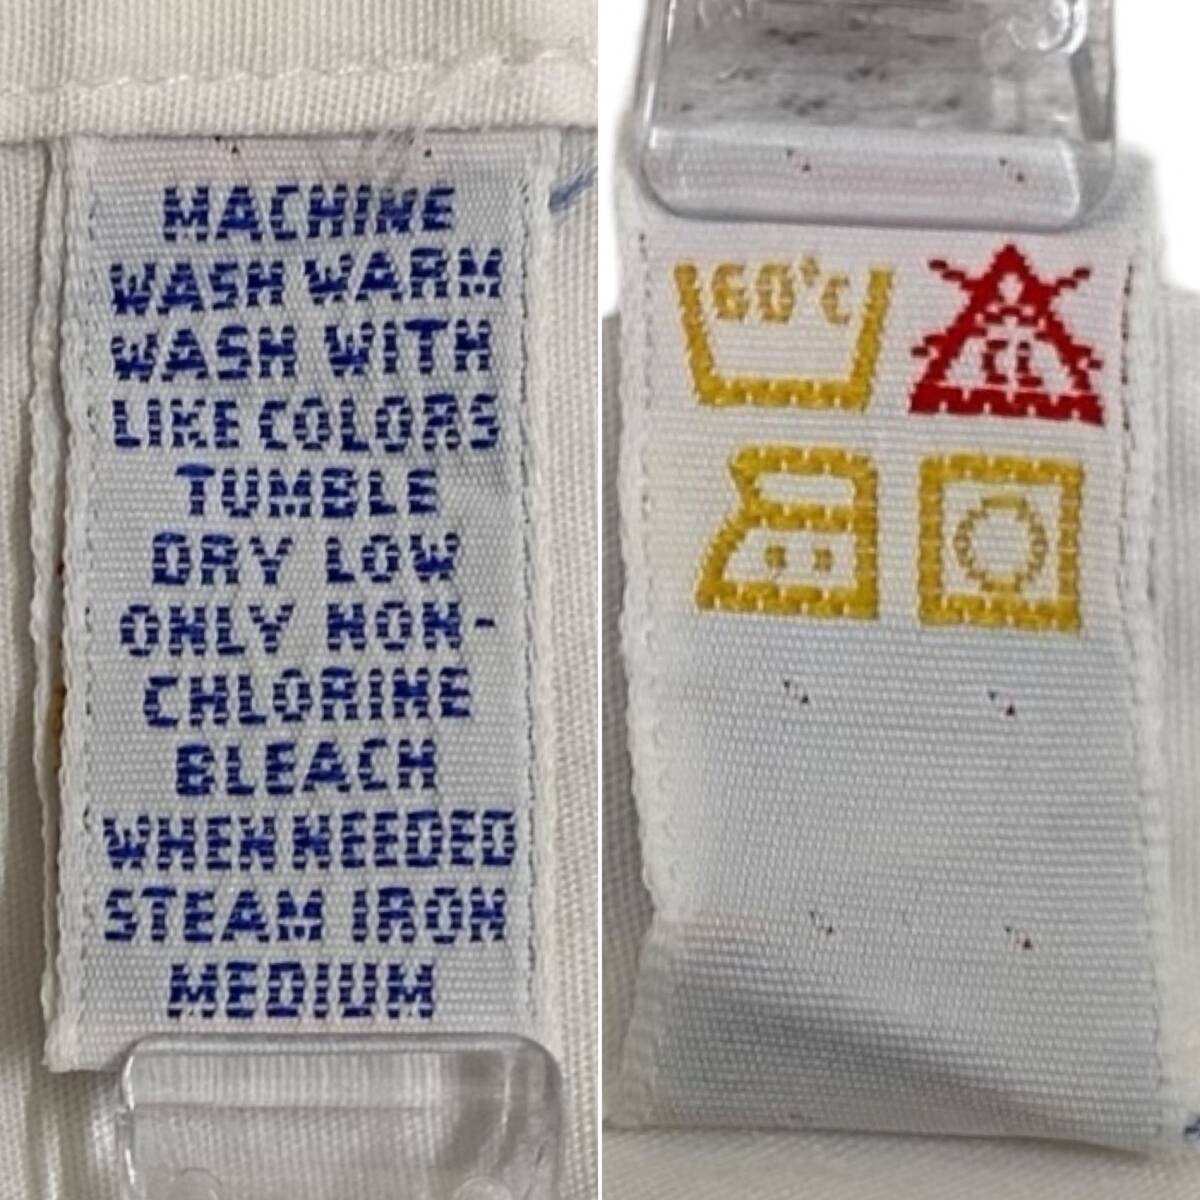 MACHINE
WASH WARM
WASH WITH
LIKE COLORS
TUMBLE
DRY LOW
ONLY NON-
CHLORINE
BLEACH
WHEN NEEDED
STEAM IRON
MEDIUM
60°C
CL